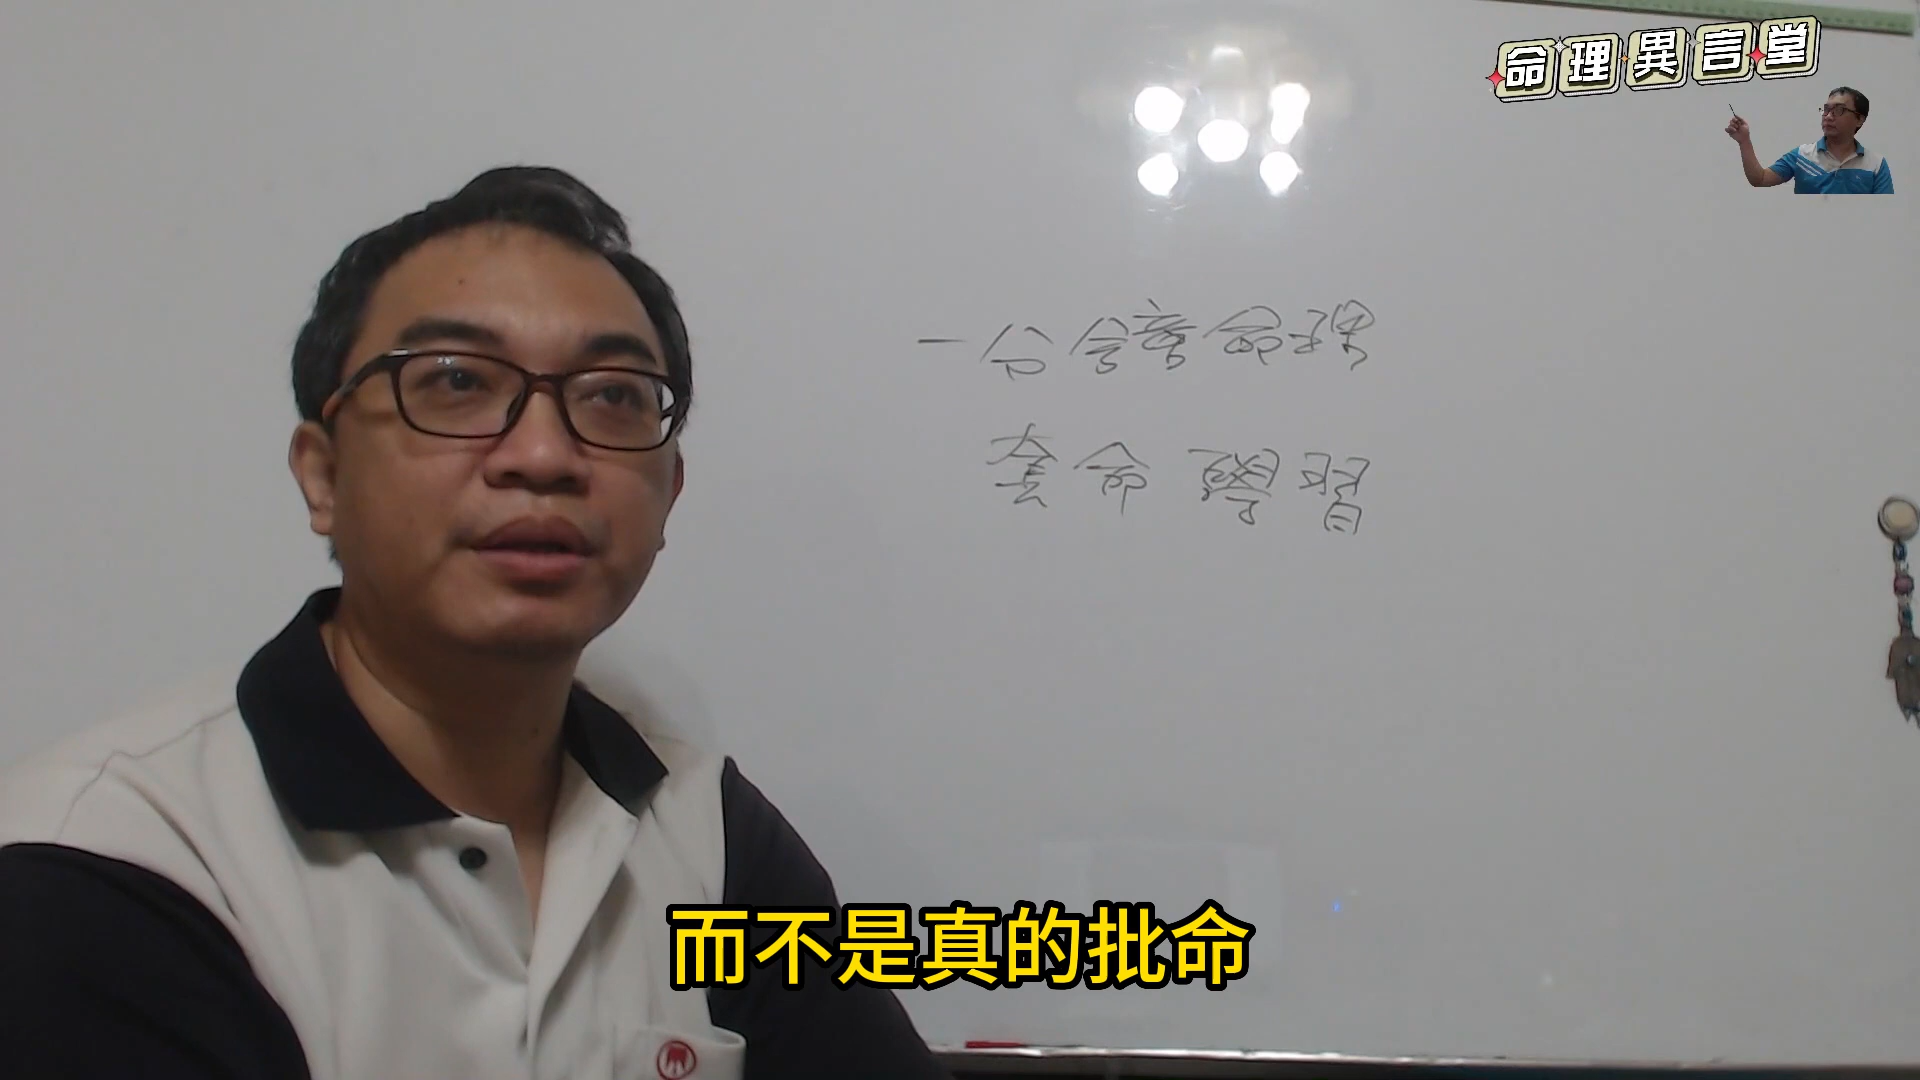 命理異言堂
一分鐘命理
套命學習
而不是真的批命